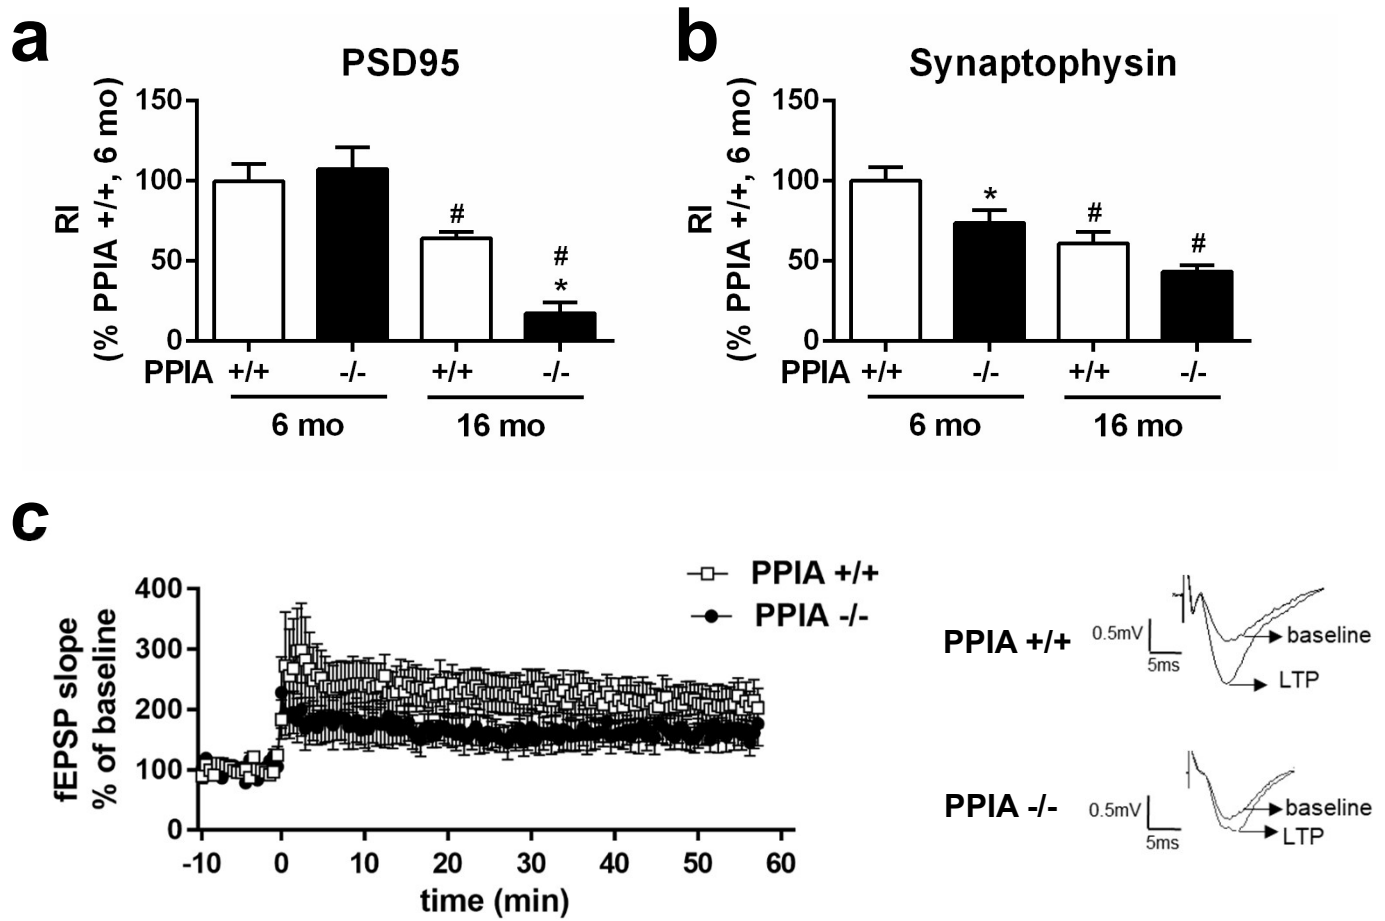 a
PSD95
RI
(% PPIA +/+, 6 mo)
150
100
50
0
#
#
*
PPIA +/+ -/- +/+ -/-
6 mo 16 mo
b
Synaptophysin
RI
(% PPIA +/+, 6 mo)
150
100
50
0
*
#
#
PPIA +/+ -/- +/+ -/-
6 mo 16 mo
c
fEPSP slope
% of baseline
400
300
200
100
0
-10 0 10 20 30 40 50 60
time (min)
PPIA +/+
PPIA -/-
PPIA +/+
0.5mV
5ms
baseline
LTP
PPIA -/-
0.5mV
5ms
baseline
LTP